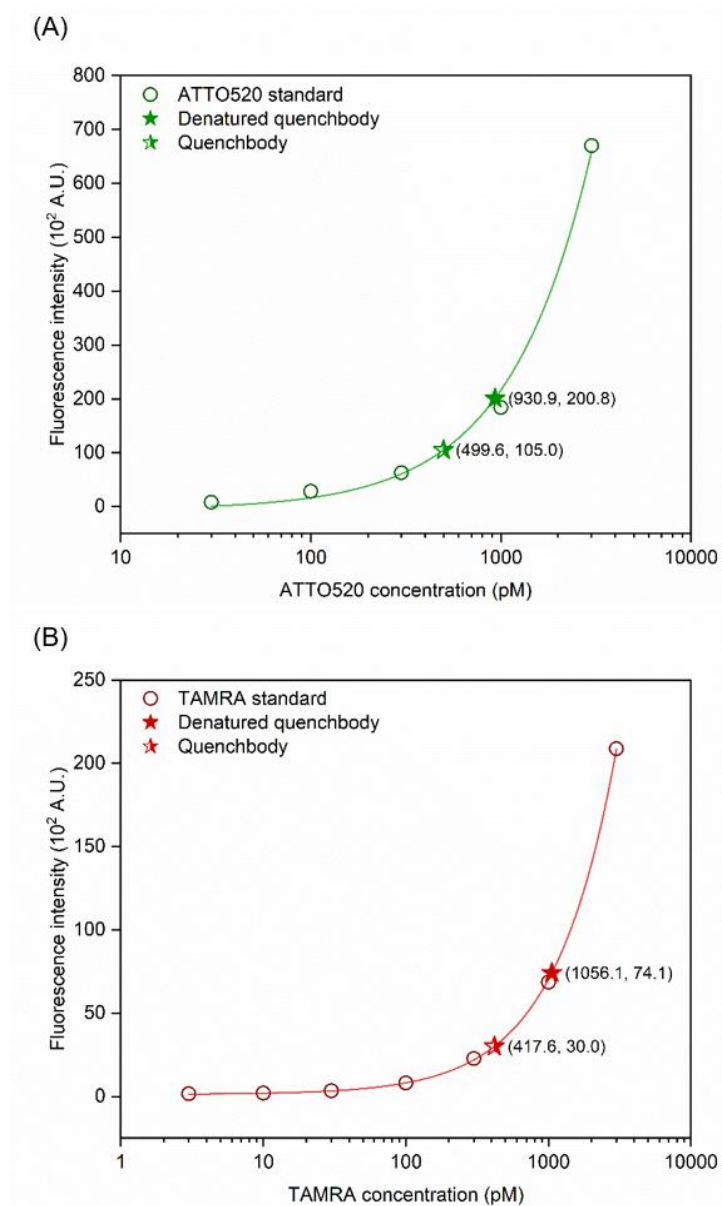 (A)
ATTO520 standard
Denatured quenchbody
Quenchbody
800
700
600
500
400
300
200
100
0
(930.9, 200.8)
(499.6, 105.0)
Fluorescence intensity (10² A.U.)
10
100
1000
10000
ATTO520 concentration (pM)
(B)
TAMRA standard
Denatured quenchbody
Quenchbody
250
200
150
100
50
0
(1056.1, 74.1)
(417.6, 30.0)
Fluorescence intensity (10² A.U.)
1
10
100
1000
10000
TAMRA concentration (pM)